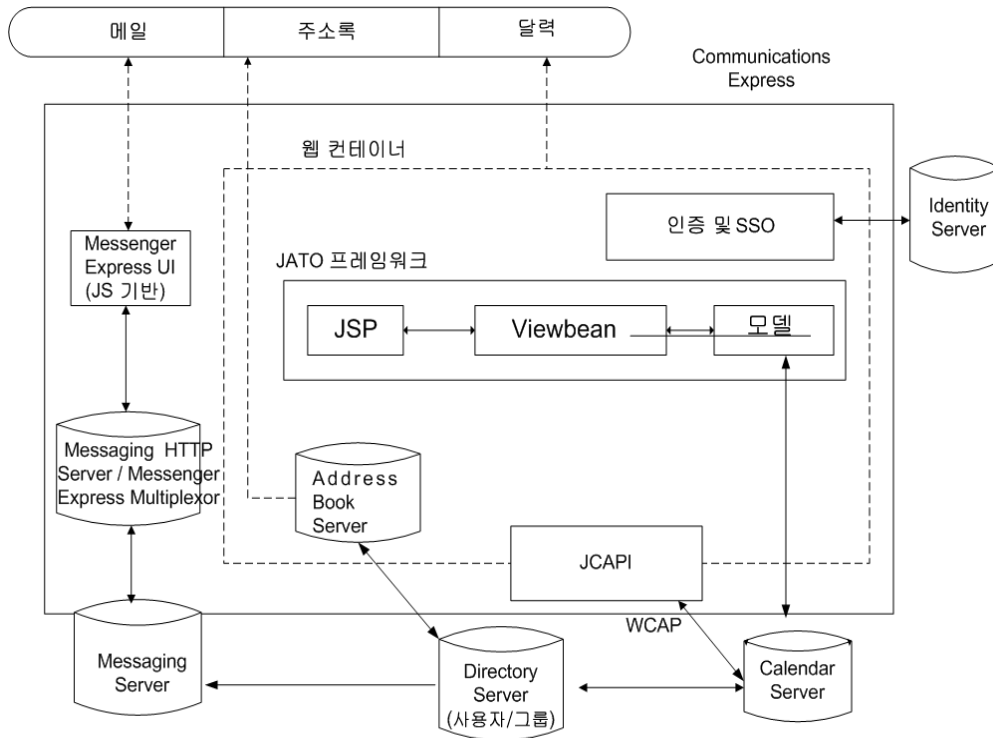 메일
주소록
달력
Communications
Express
웹 컨테이너
인증 및 SSO
Identity
Server
Messenger
Express UI
(JS 기반)
JATO 프레임워크
JSP
Viewbean
모델
Messaging HTTP
Server / Messenger
Express Multiplexor
Address
Book
Server
JCAPI
WCAP
Messaging
Server
Directory
Server
(사용자/그룹)
Calendar
Server